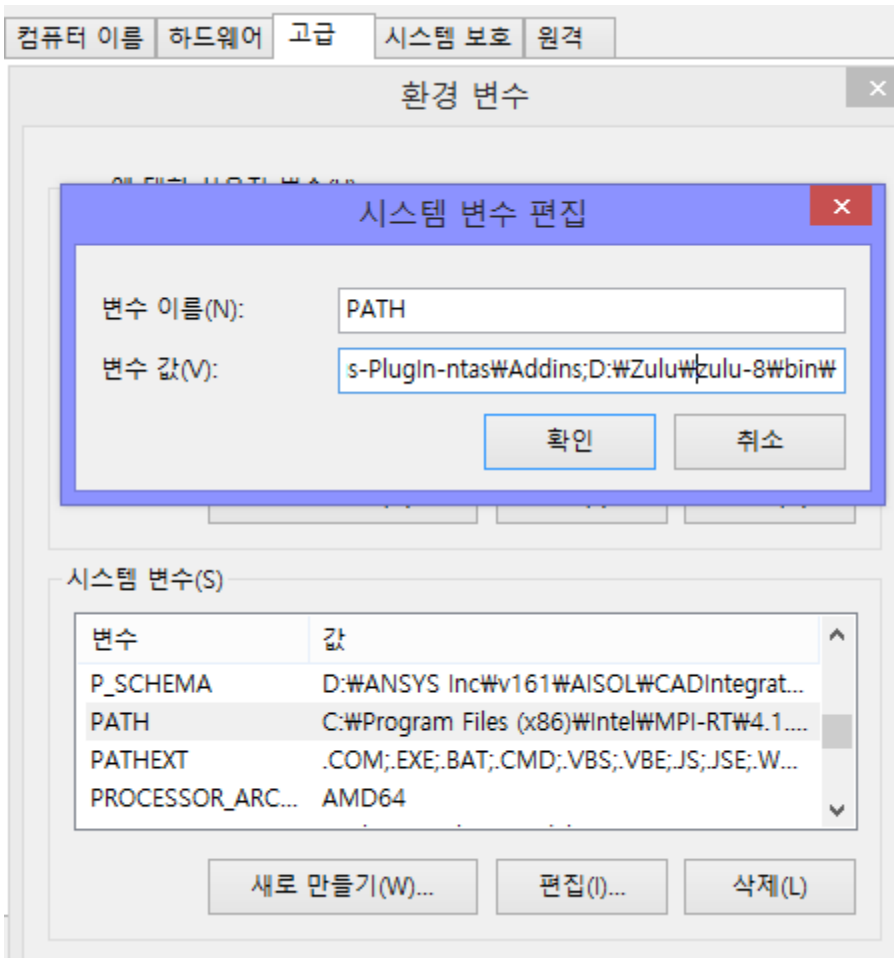 컴퓨터 이름 하드웨어 고급 시스템 보호 원격
환경 변수
시스템 변수 편집
변수 이름(N): PATH
변수 값(V): s-PlugIn-ntas₩Addins;D:₩Zulu₩zulu-8₩bin₩
확인 취소
시스템 변수(S)
변수 값
P_SCHEMA D:₩ANSYS Inc₩v161₩AISOL₩CADIntegrat...
PATH C:₩Program Files (x86)₩Intel₩MPI-RT₩4.1....
PATHEXT .COM;.EXE;.BAT;.CMD;.VBS;.VBE;.JS;.JSE;.W...
PROCESSOR_ARC... AMD64
새로 만들기(W)... 편집(I)... 삭제(L)